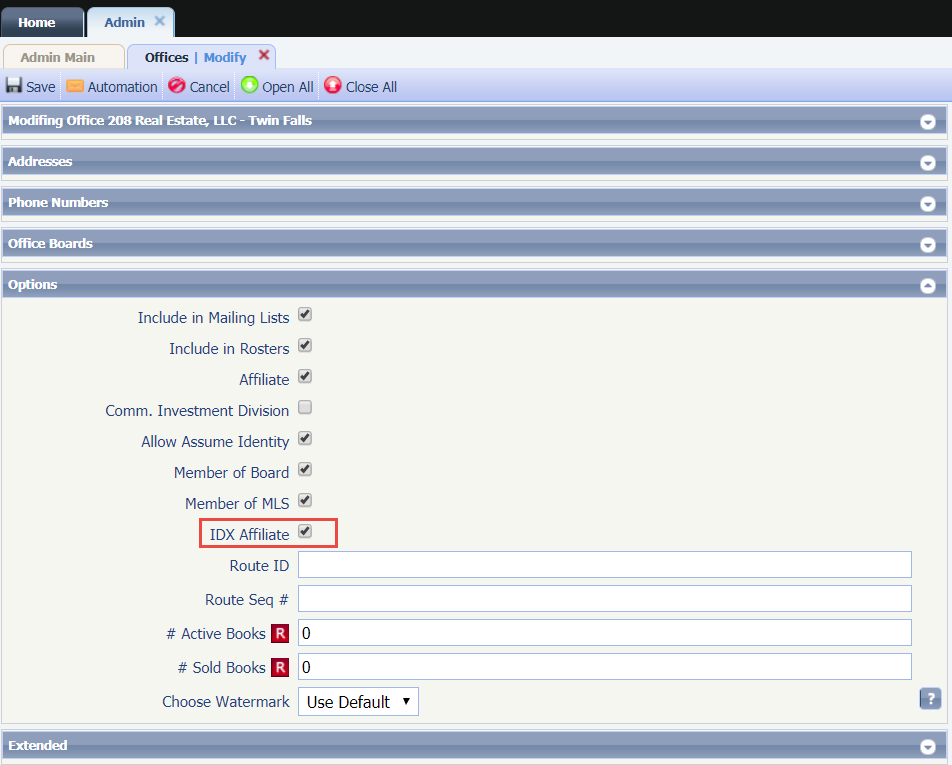 Home Admin
Admin Main Offices | Modify
Save Automation Cancel Open All Close All
Modifing Office 208 Real Estate, LLC - Twin Falls
Addresses
Phone Numbers
Office Boards
Options
Include in Mailing Lists
Include in Rosters
Affiliate
Comm. Investment Division
Allow Assume Identity
Member of Board
Member of MLS
IDX Affiliate
Route ID
Route Seq #
# Active Books R 0
# Sold Books R 0
Choose Watermark Use Default ?
Extended